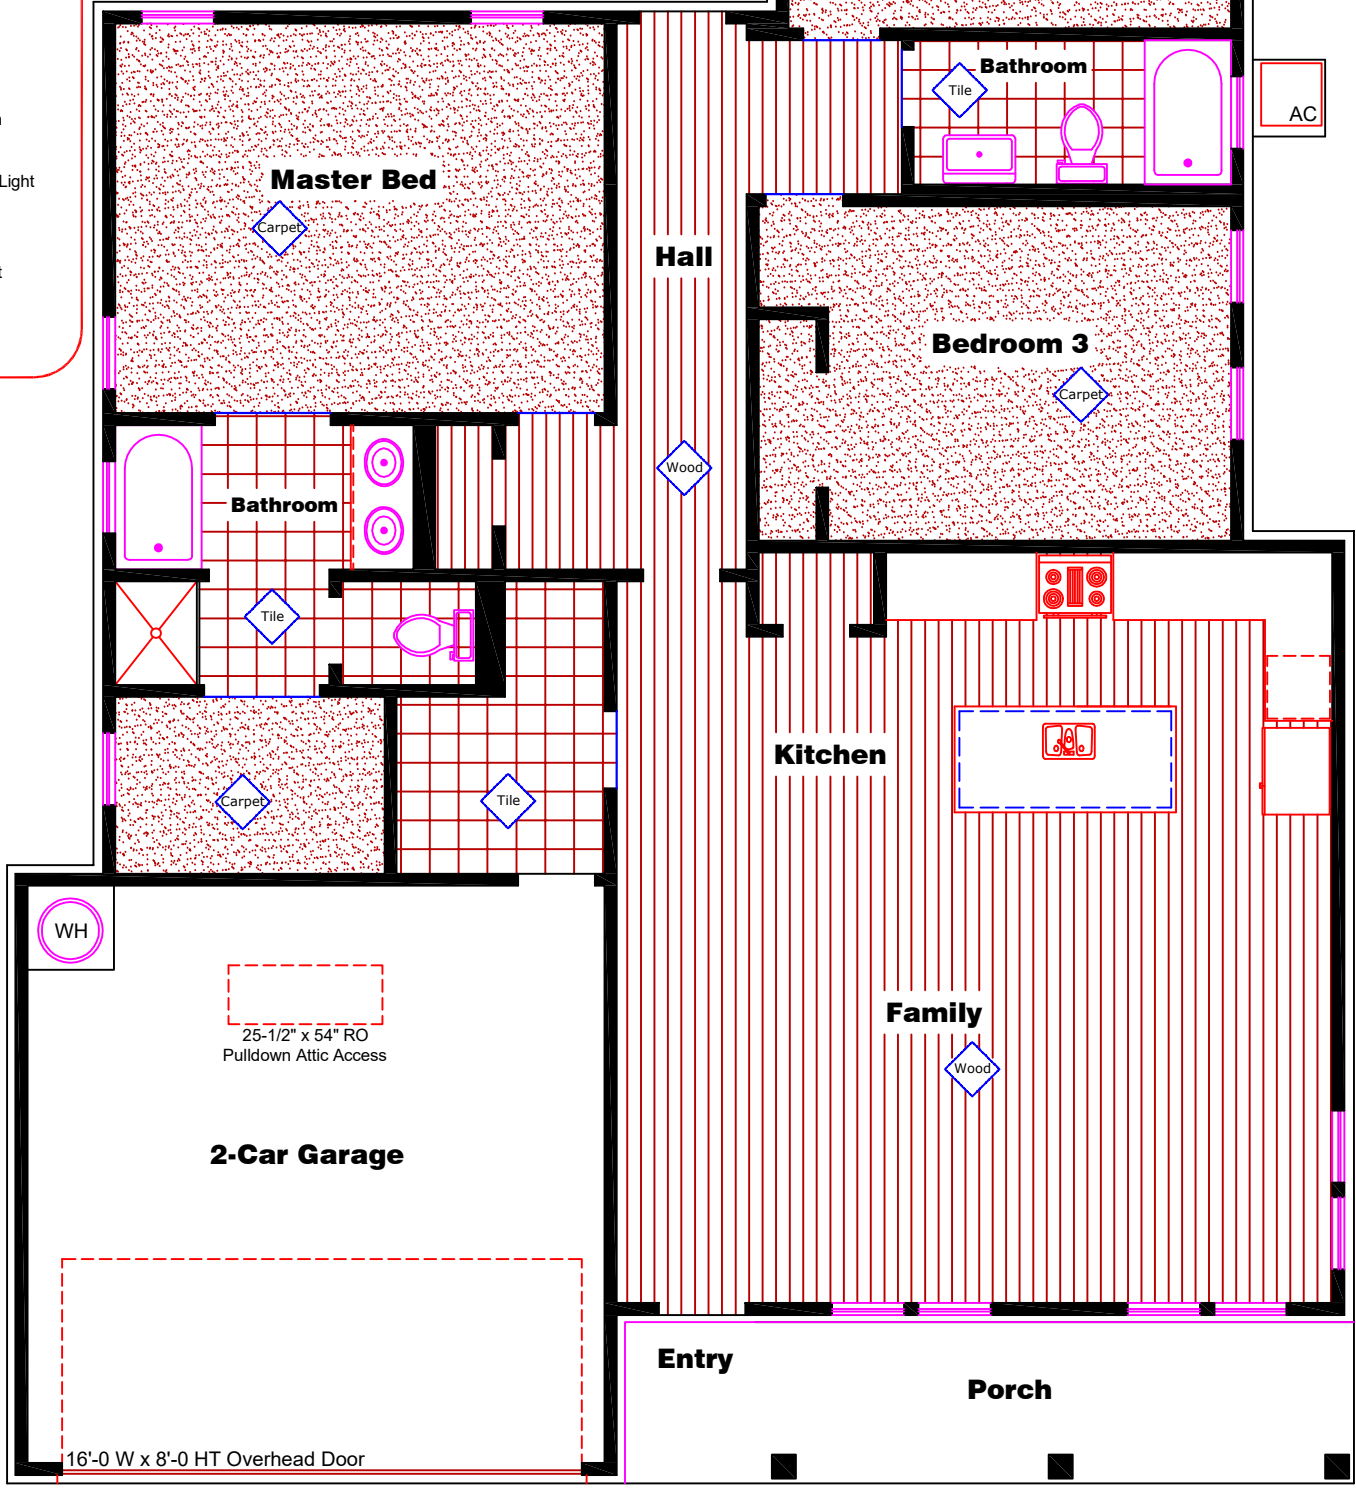 Bathroom
Tile
AC
Light
Master Bed
Carpet
Hall
Bedroom 3
Carpet
Wood
Bathroom
Tile
Kitchen
Carpet
Tile
WH
Family
Wood
25-1/2" x 54" RO
Pulldown Attic Access
2-Car Garage
Entry
Porch
16'-0 W x 8'-0 HT Overhead Door